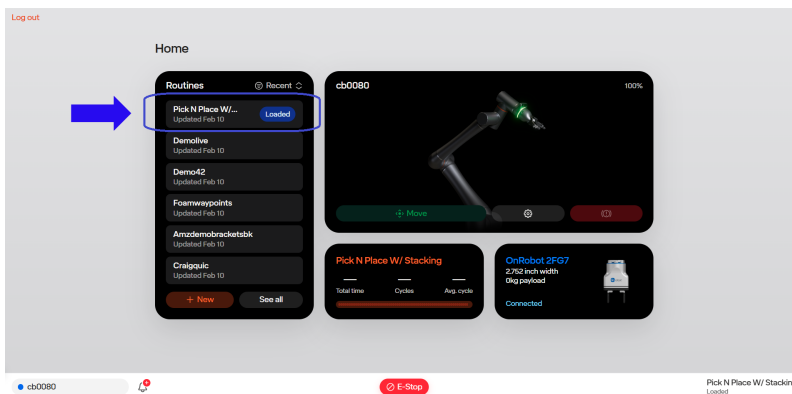 Log out
Home
Routines
Recent
Pick N Place W/...
Updated Feb 10
Loaded
Demolive
Updated Feb 10
Demo42
Updated Feb 10
Foamwaypoints
Updated Feb 10
Amzdemobracketsbk
Updated Feb 10
Craigquic
Updated Feb 10
+ New
See all
cb0080
100%
Move
Pick N Place W/ Stacking
Total time
Cycles
Avg. cycle
OnRobot 2FG7
2.752 inch width
0kg payload
Connected
cb0080
E-Stop
Pick N Place W/ Stackin
Loaded